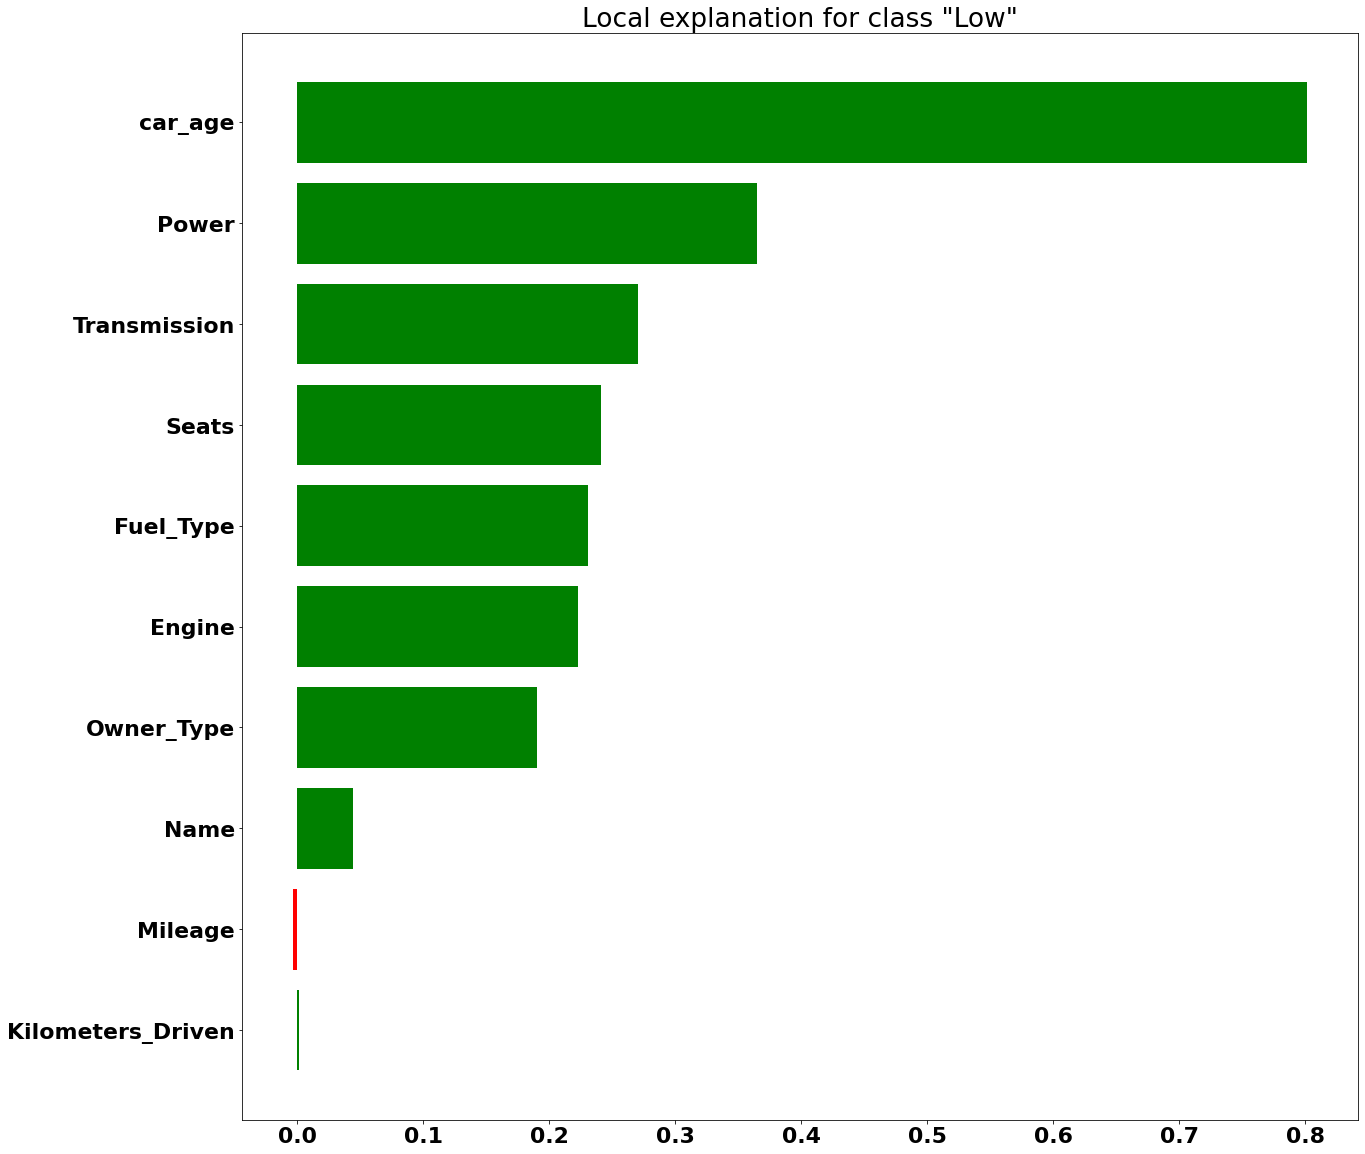 Local explanation for class "Low"
car_age
Power
Transmission
Seats
Fuel_Type
Engine
Owner_Type
Name
Mileage
Kilometers_Driven
0.0 0.1 0.2 0.3 0.4 0.5 0.6 0.7 0.8